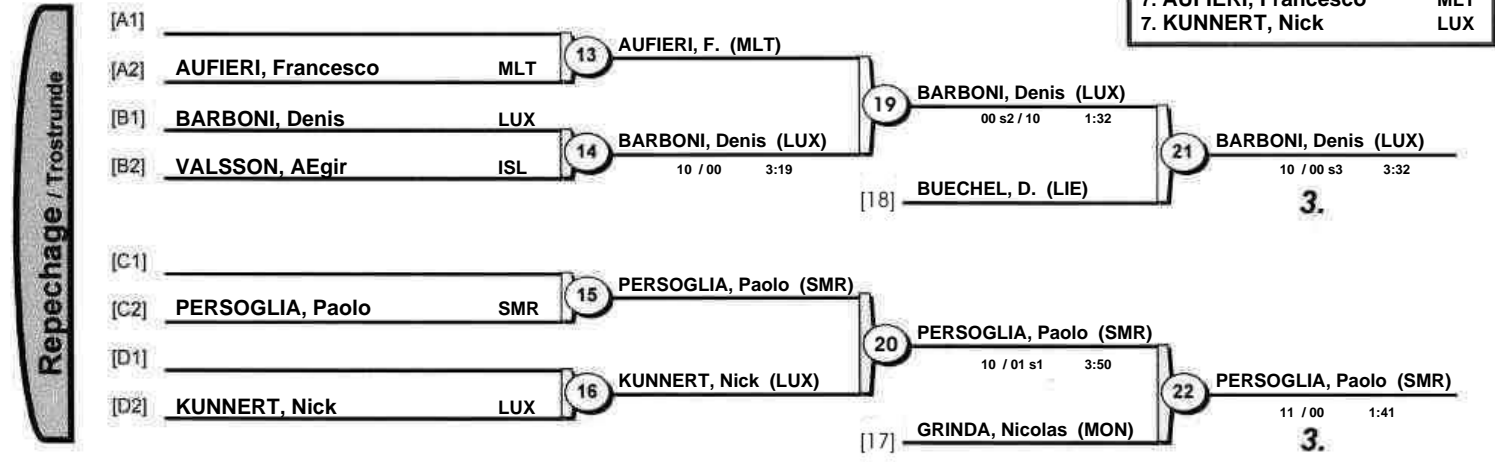 7. AUFIERI, Francesco MLT
7. KUNNERT, Nick LUX
Repechage / Trostrunde
[A1]
[A2] AUFIERI, Francesco MLT
13 AUFIERI, F. (MLT)
[B1] BARBONI, Denis LUX
[B2] VALSSON, AEgir ISL
14 BARBONI, Denis (LUX)
10 / 00 3:19
19 BARBONI, Denis (LUX)
00 s2 / 10 1:32
[18] BUECHEL, D. (LIE)
21 BARBONI, Denis (LUX)
10 / 00 s3 3:32
3.
[C1]
[C2] PERSOGLIA, Paolo SMR
15 PERSOGLIA, Paolo (SMR)
[D1]
[D2] KUNNERT, Nick LUX
16 KUNNERT, Nick (LUX)
20 PERSOGLIA, Paolo (SMR)
10 / 01 s1 3:50
[17] GRINDA, Nicolas (MON)
22 PERSOGLIA, Paolo (SMR)
11 / 00 1:41
3.